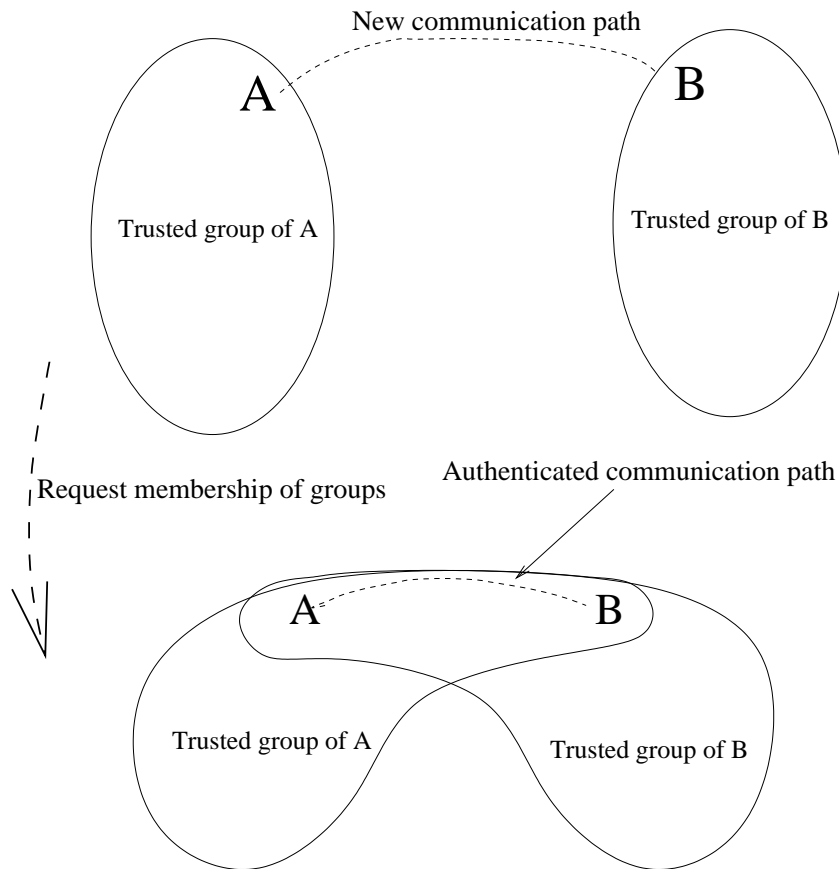 New communication path
A
B
Trusted group of A
Trusted group of B
Request membership of groups
Authenticated communication path
A
B
Trusted group of A
Trusted group of B